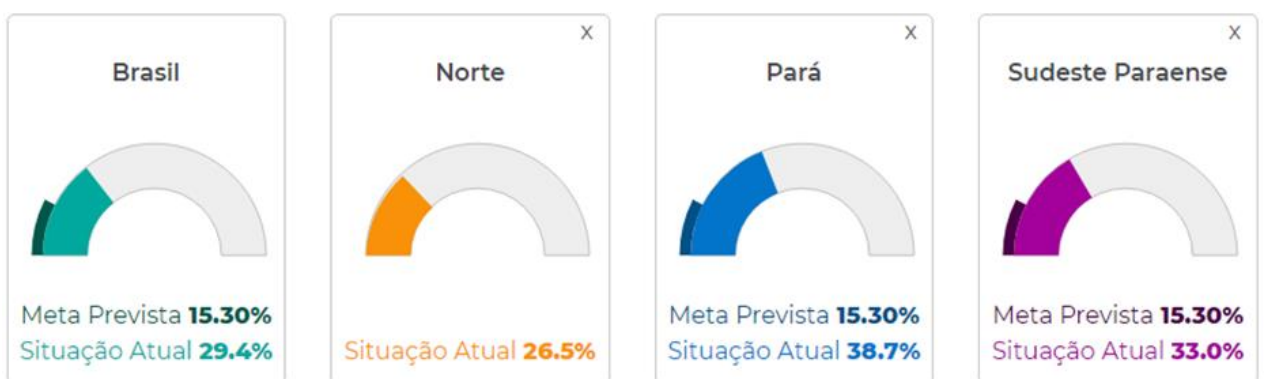 X
X
X
Brasil
Norte
Pará
Sudeste Paraense
Meta Prevista 15.30%
Situação Atual 29.4%
Situação Atual 26.5%
Meta Prevista 15.30%
Situação Atual 38.7%
Meta Prevista 15.30%
Situação Atual 33.0%